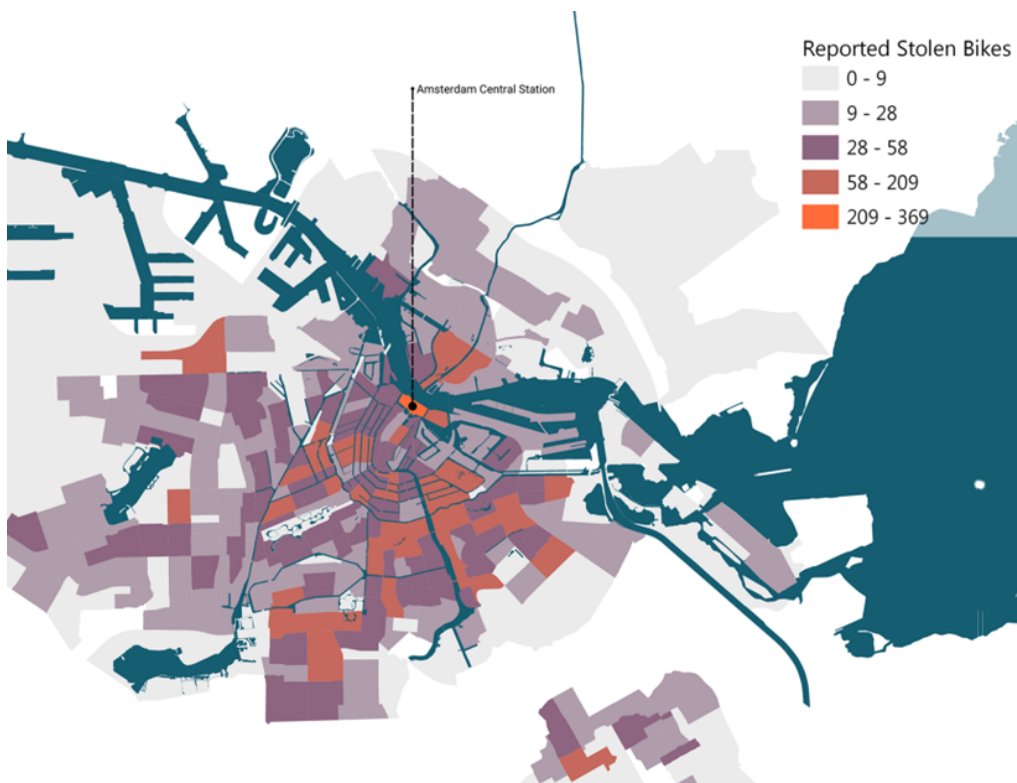 Reported Stolen Bikes
0 - 9
Amsterdam Central Station
9 - 28
28 - 58
58 - 209
209 - 369